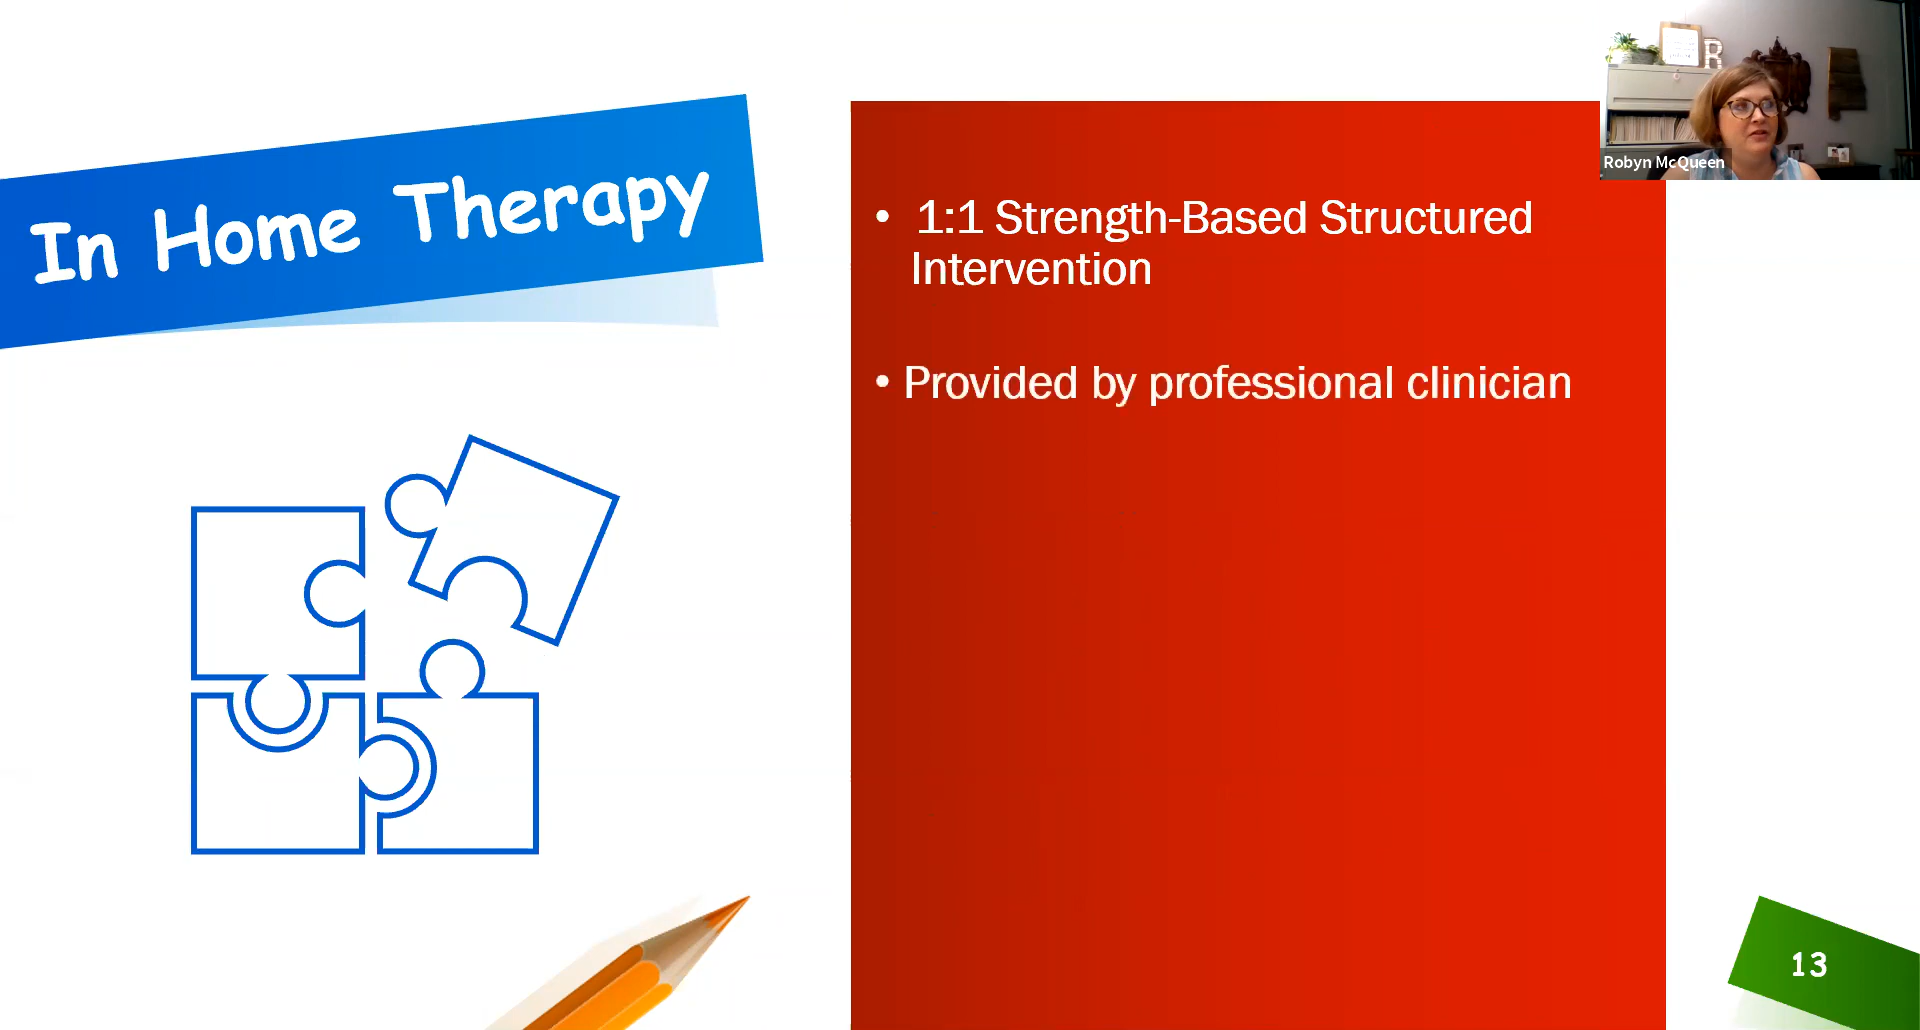 In Home Therapy
• 1:1 Strength-Based Structured
Intervention
• Provided by professional clinician
R
Robyn McQueen
13